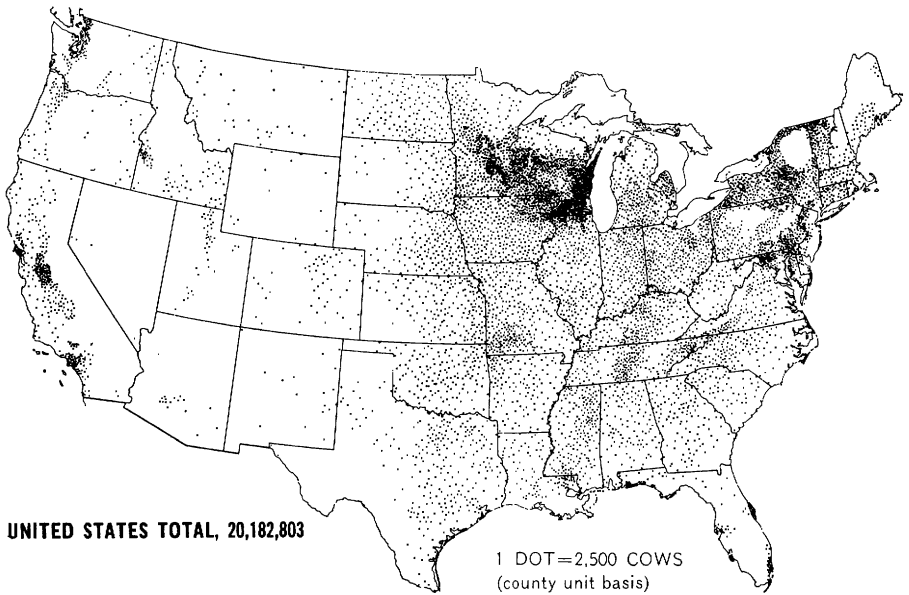 UNITED STATES TOTAL, 20,182,803
1 DOT=2,500 COWS
(county unit basis)